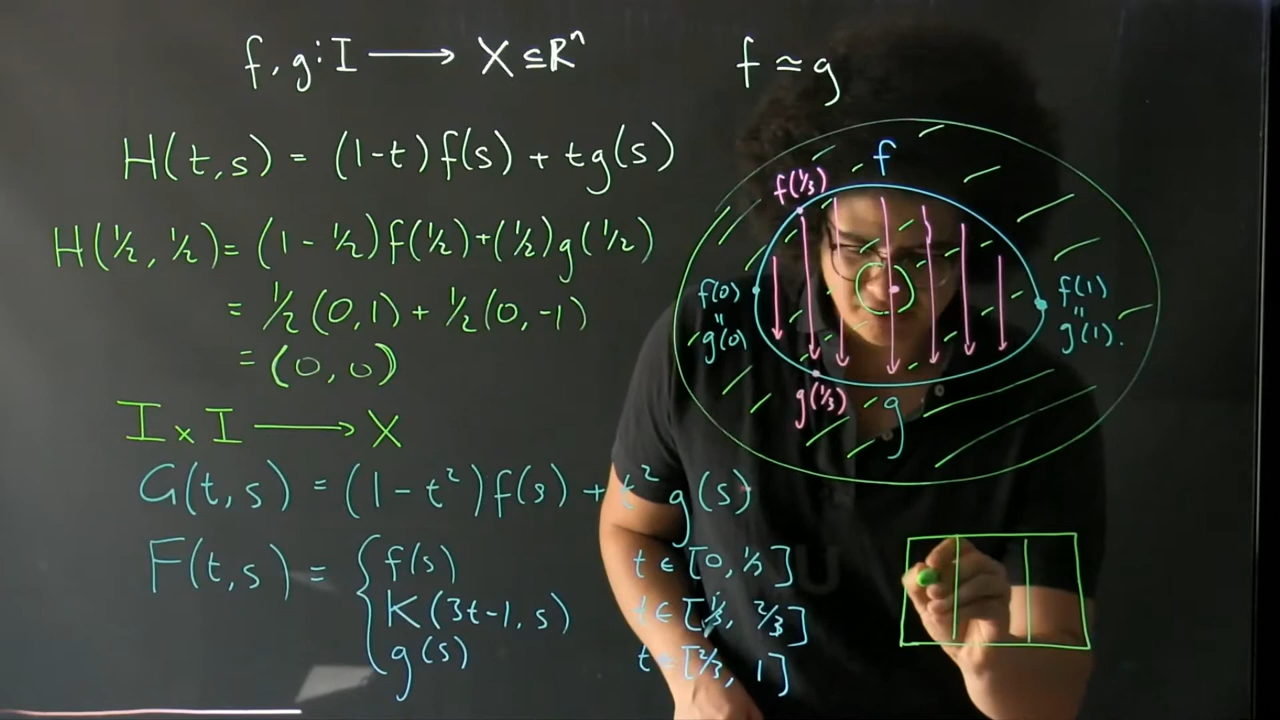 f, g : I ⟶ X ⊆ ℝⁿ
f ≃ g
H(t,s) = (1-t)f(s) + tg(s)
H(½, ½) = (1 - ½)f(½) + (½)g(½)
= ½(0,1) + ½(0,-1)
= (0,0)
I × I ⟶ X
G(t,s) = (1 - t²)f(s) + t² g(s)
F(t,s) = { f(s) t ∈ [0, ⅓]
K(3t-1, s) t ∈ [⅓, ⅔]
g(s) t ∈ [⅔, 1]
f
f(⅓)
f(0)
"
g(0)
f(1)
"
g(1).
g(⅓)
g